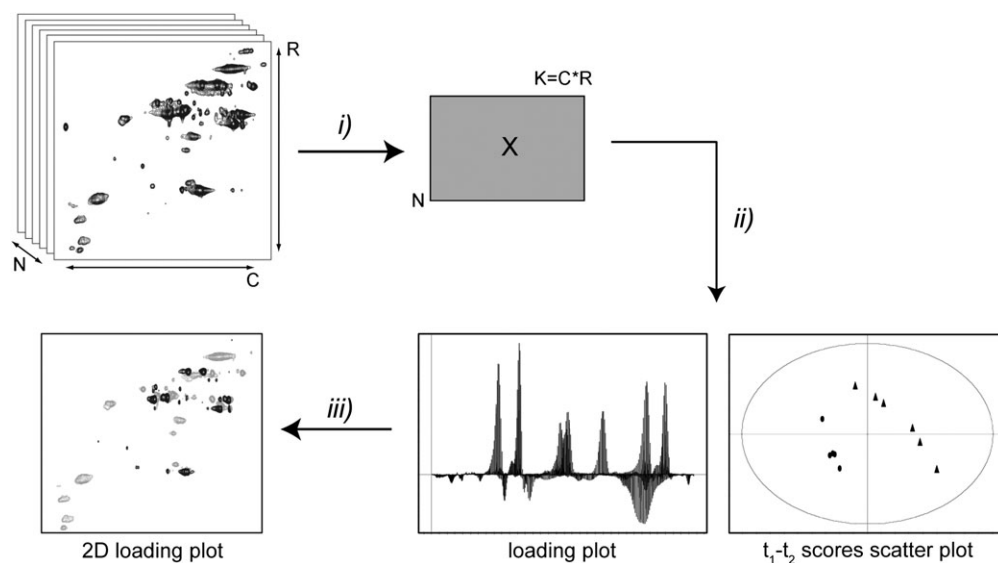 R
K=C*R
i)
X
N
ii)
N
C
iii)
2D loading plot
loading plot
t₁-t₂ scores scatter plot